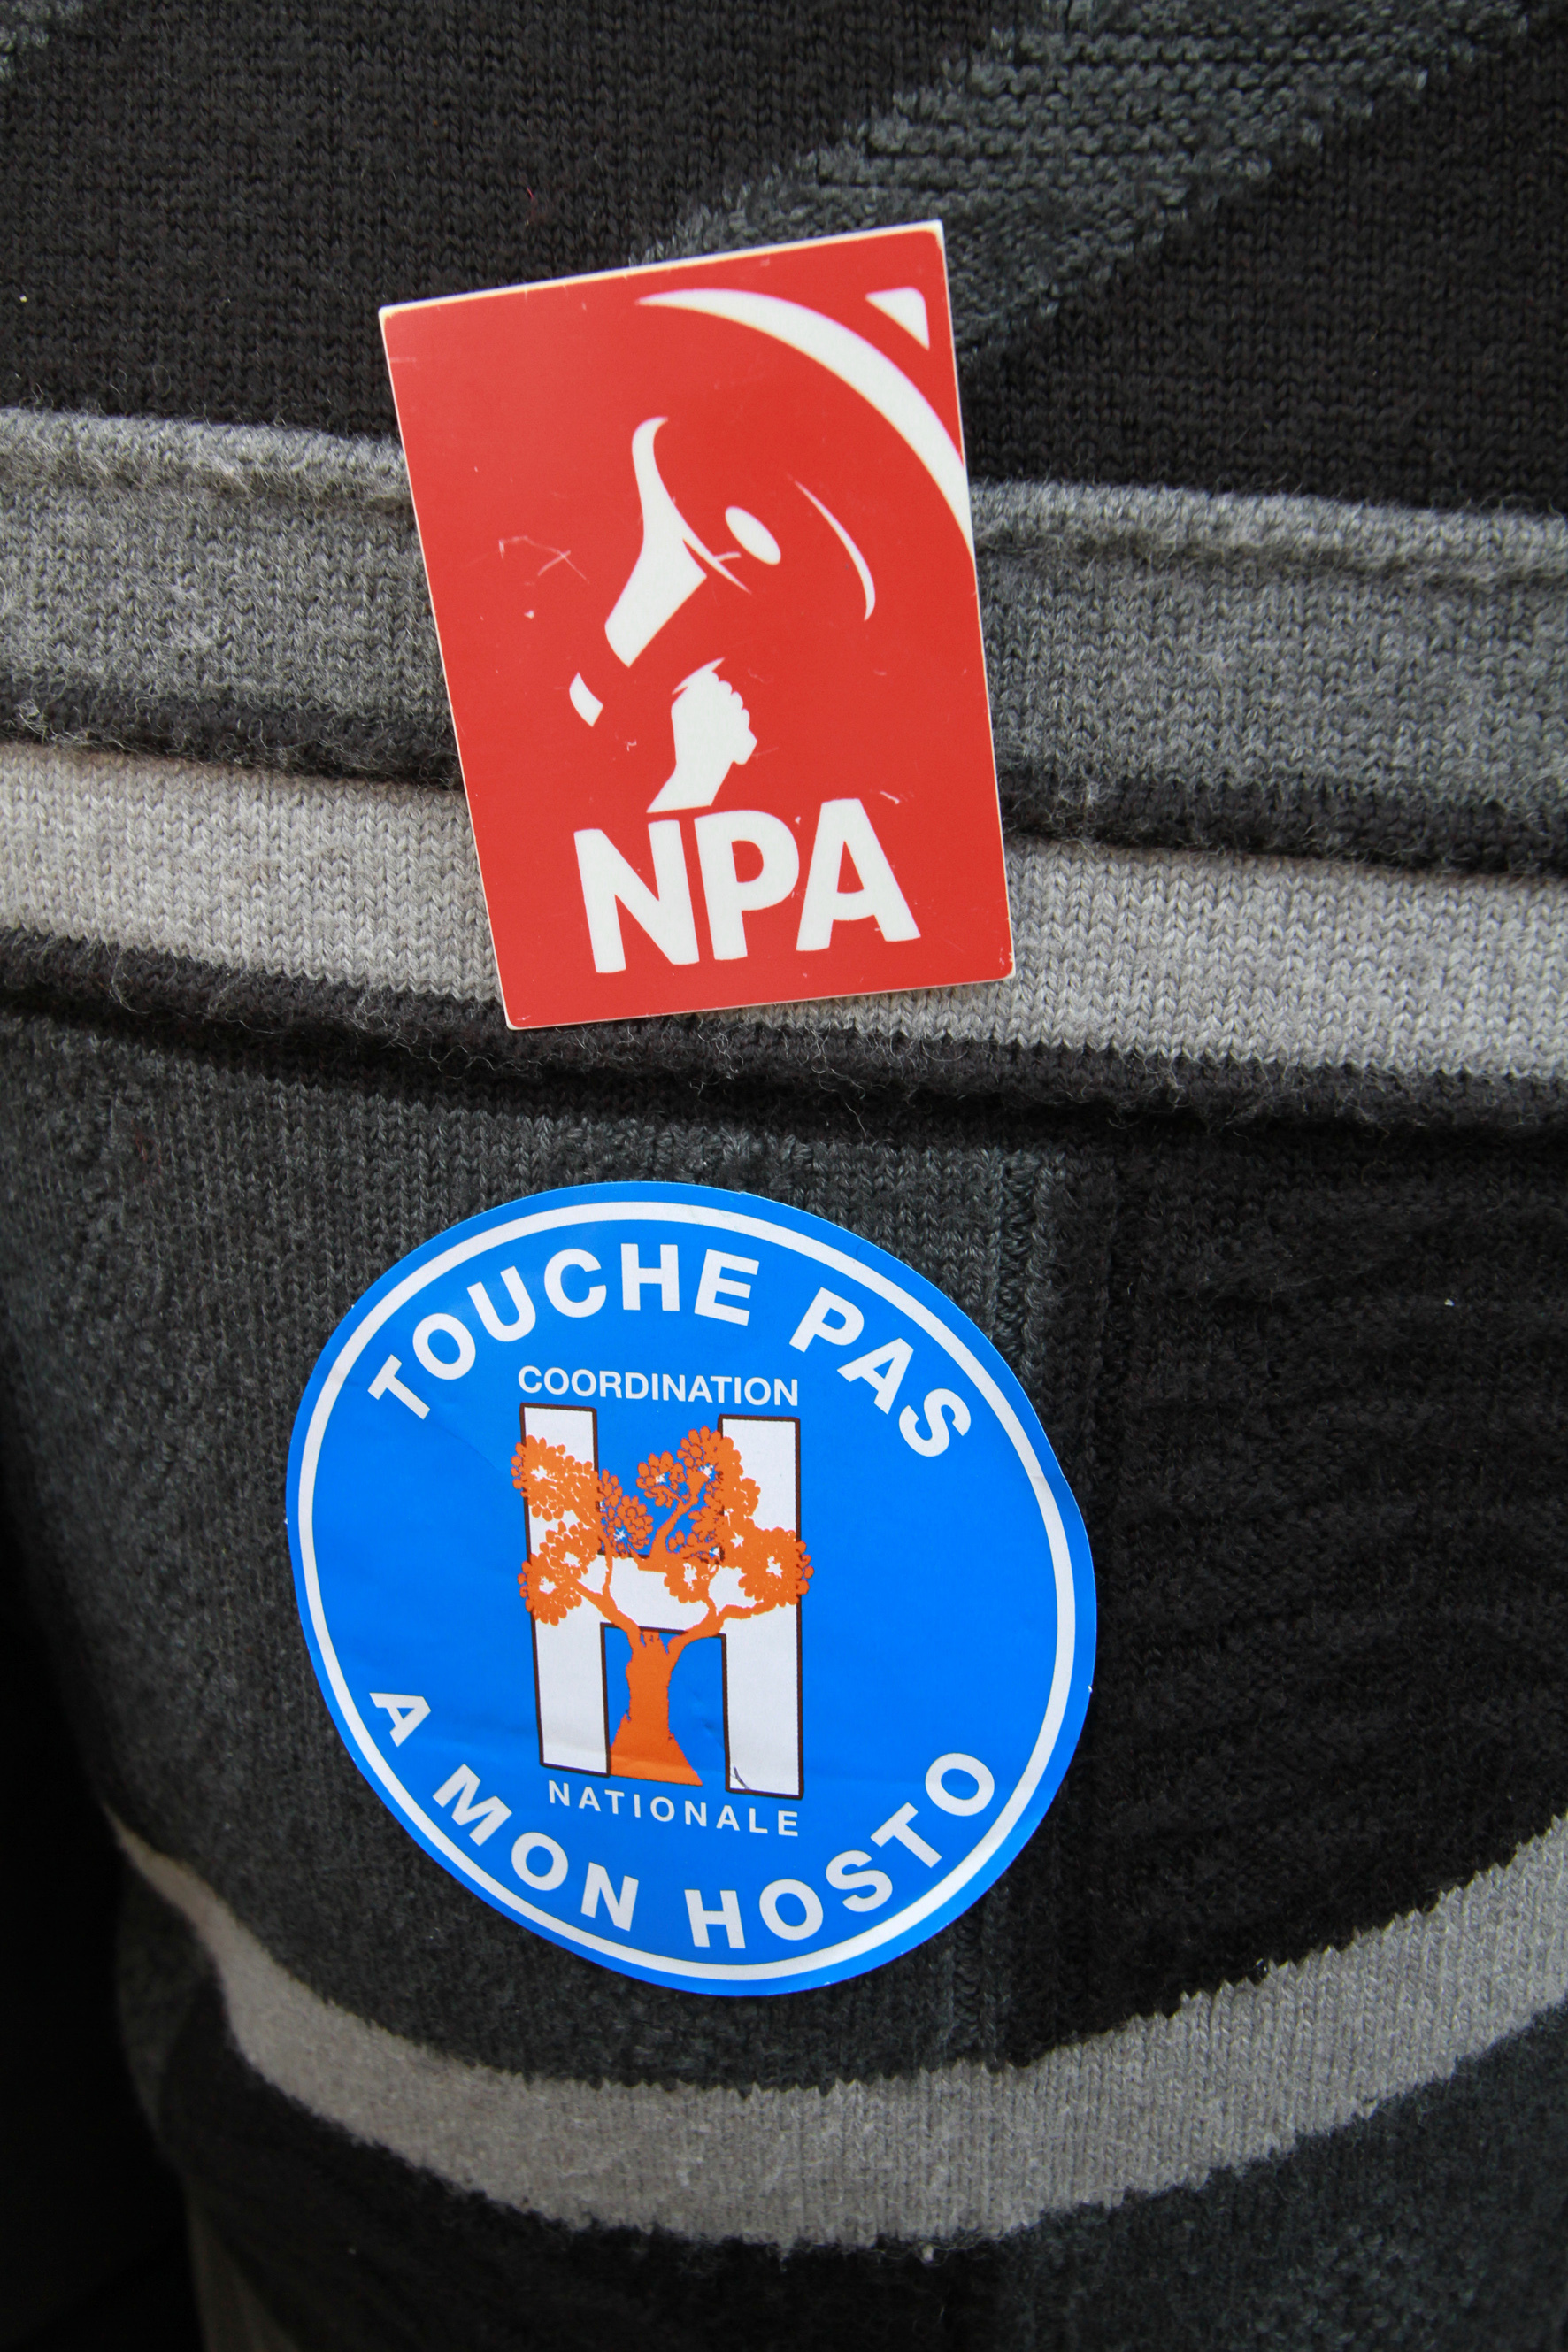 NPA
TOUCHE PAS
COORDINATION
H
NATIONALE
A MON HOSTO